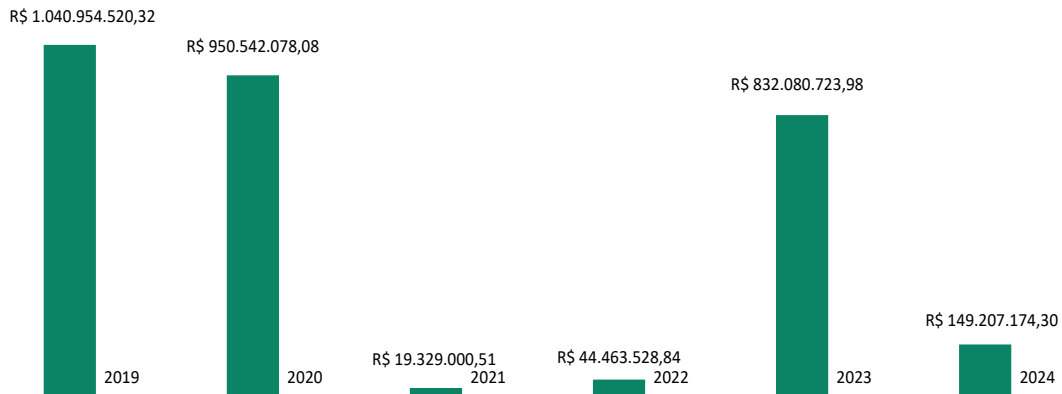 R$ 1.040.954.520,32
R$ 950.542.078,08
R$ 832.080.723,98
R$ 149.207.174,30
R$ 19.329.000,51
R$ 44.463.528,84
2019
2020
2021
2022
2023
2024